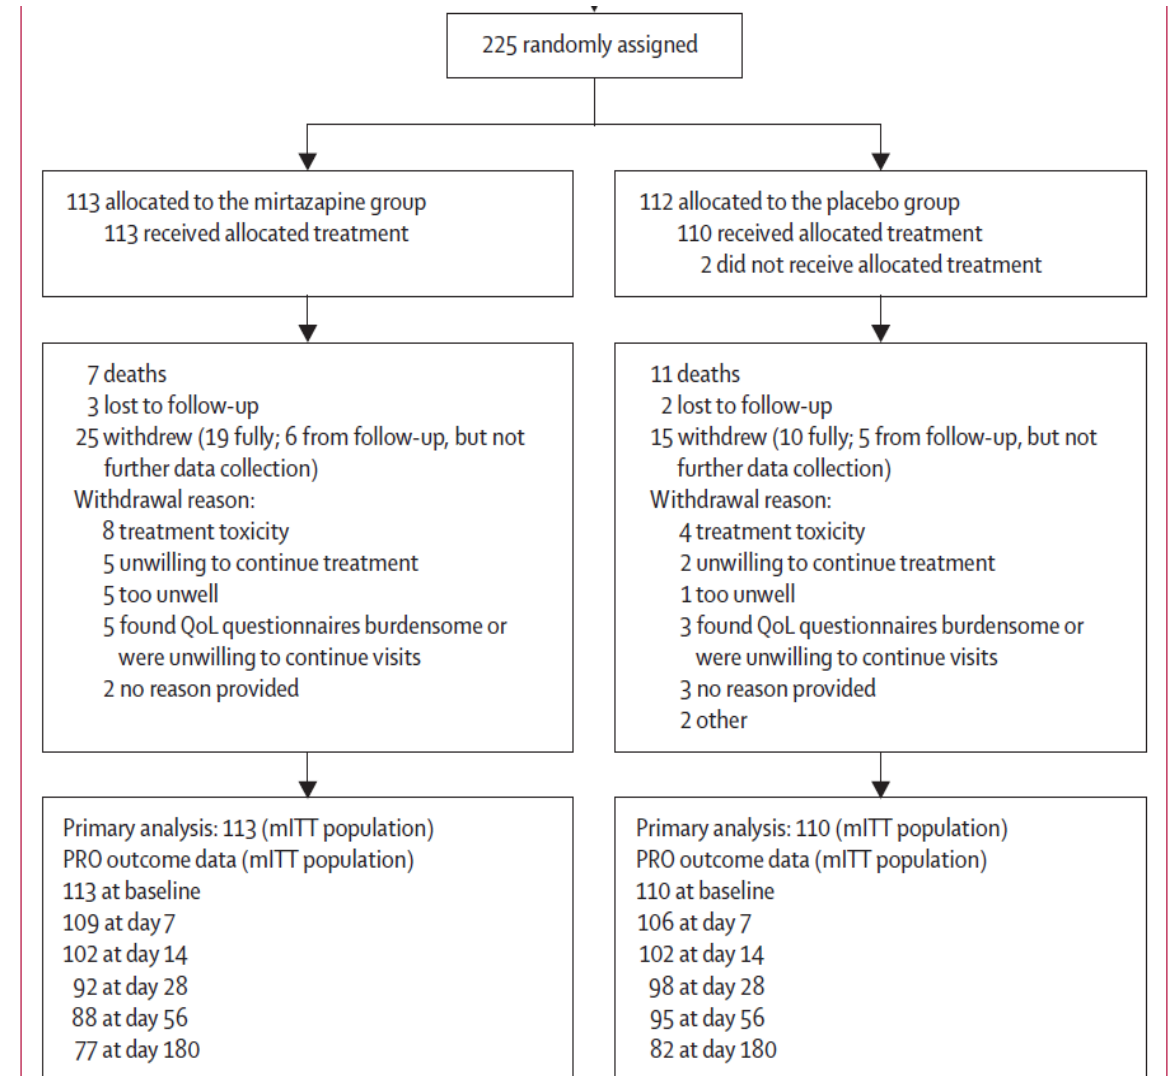 225 randomly assigned
113 allocated to the mirtazapine group
113 received allocated treatment
112 allocated to the placebo group
110 received allocated treatment
2 did not receive allocated treatment
7 deaths
3 lost to follow-up
25 withdrew (19 fully; 6 from follow-up, but not
further data collection)
Withdrawal reason:
8 treatment toxicity
5 unwilling to continue treatment
5 too unwell
5 found QoL questionnaires burdensome or
were unwilling to continue visits
2 no reason provided
11 deaths
2 lost to follow-up
15 withdrew (10 fully; 5 from follow-up, but not
further data collection)
Withdrawal reason:
4 treatment toxicity
2 unwilling to continue treatment
1 too unwell
3 found QoL questionnaires burdensome or
were unwilling to continue visits
3 no reason provided
2 other
Primary analysis: 113 (mITT population)
PRO outcome data (mITT population)
113 at baseline
109 at day 7
102 at day 14
92 at day 28
88 at day 56
77 at day 180
Primary analysis: 110 (mITT population)
PRO outcome data (mITT population)
110 at baseline
106 at day 7
102 at day 14
98 at day 28
95 at day 56
82 at day 180